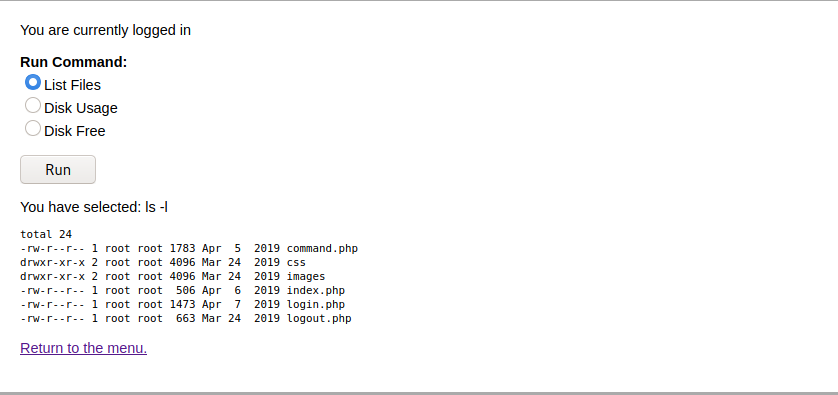 You are currently logged in
Run Command:
List Files
Disk Usage
Disk Free
Run
You have selected: ls -l
total 24
-rw-r--r-- 1 root root 1783 Apr  5  2019 command.php
drwxr-xr-x 2 root root 4096 Mar 24  2019 css
drwxr-xr-x 2 root root 4096 Mar 24  2019 images
-rw-r--r-- 1 root root  506 Apr  6  2019 index.php
-rw-r--r-- 1 root root 1473 Apr  7  2019 login.php
-rw-r--r-- 1 root root  663 Mar 24  2019 logout.php
Return to the menu.